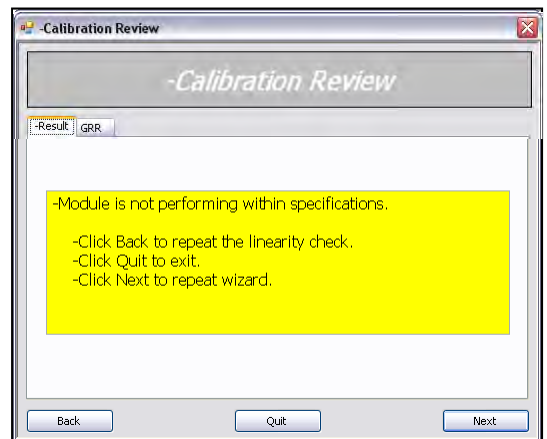 -Calibration Review
-Calibration Review
-Result GRR
-Module is not performing within specifications.
-Click Back to repeat the linearity check.
-Click Quit to exit.
-Click Next to repeat wizard.
Back Quit Next